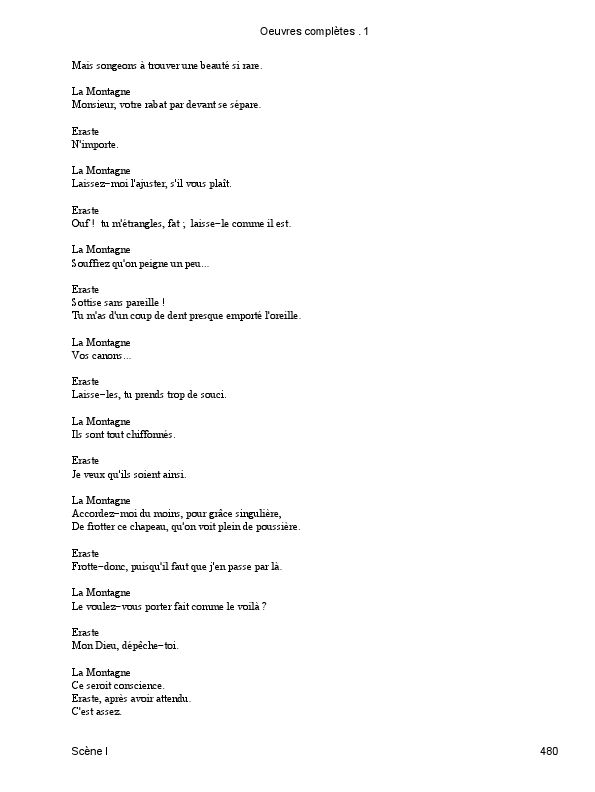 Oeuvres complètes . 1
Mais songeons à trouver une beauté si rare.
La Montagne
Monsieur, votre rabat par devant se sépare.
Eraste
N'importe.
La Montagne
Laissez−moi l'ajuster, s'il vous plaît.
Eraste
Ouf ! tu m'étrangles, fat ; laisse−le comme il est.
La Montagne
Souffrez qu'on peigne un peu...
Eraste
Sottise sans pareille !
Tu m'as d'un coup de dent presque emporté l'oreille.
La Montagne
Vos canons...
Eraste
Laisse−les, tu prends trop de souci.
La Montagne
Ils sont tout chiffonnés.
Eraste
Je veux qu'ils soient ainsi.
La Montagne
Accordez−moi du moins, pour grâce singulière,
De frotter ce chapeau, qu'on voit plein de poussière.
Eraste
Frotte−donc, puisqu'il faut que j'en passe par là.
La Montagne
Le voulez−vous porter fait comme le voilà ?
Eraste
Mon Dieu, dépêche−toi.
La Montagne
Ce seroit conscience.
Eraste, après avoir attendu.
C'est assez.
Scène I
480